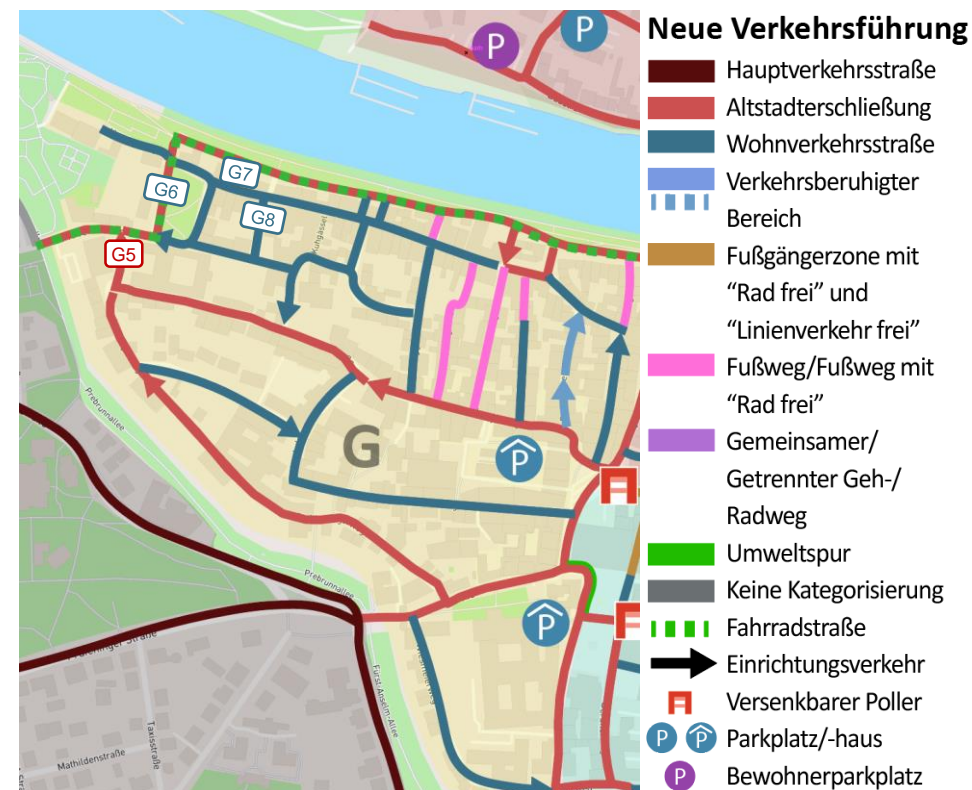 Neue Verkehrsführung
Hauptverkehrsstraße
Altstadterschließung
Wohnverkehrsstraße
Verkehrsberuhigter
Bereich
Fußgängerzone mit
“Rad frei” und
“Linienverkehr frei”
Fußweg/Fußweg mit
“Rad frei”
Gemeinsamer/
Getrennter Geh-/
Radweg
Umweltspur
Keine Kategorisierung
Fahrradstraße
Einrichtungsverkehr
Versenkbarer Poller
P P Parkplatz/-haus
P Bewohnerparkplatz
P
P
G7
G6
G8
G5
Prebrunnallee
G
P
Prebrunnallee
P
Fürst-Anselm-Allee
Taxisstraße
Mathildenstraße